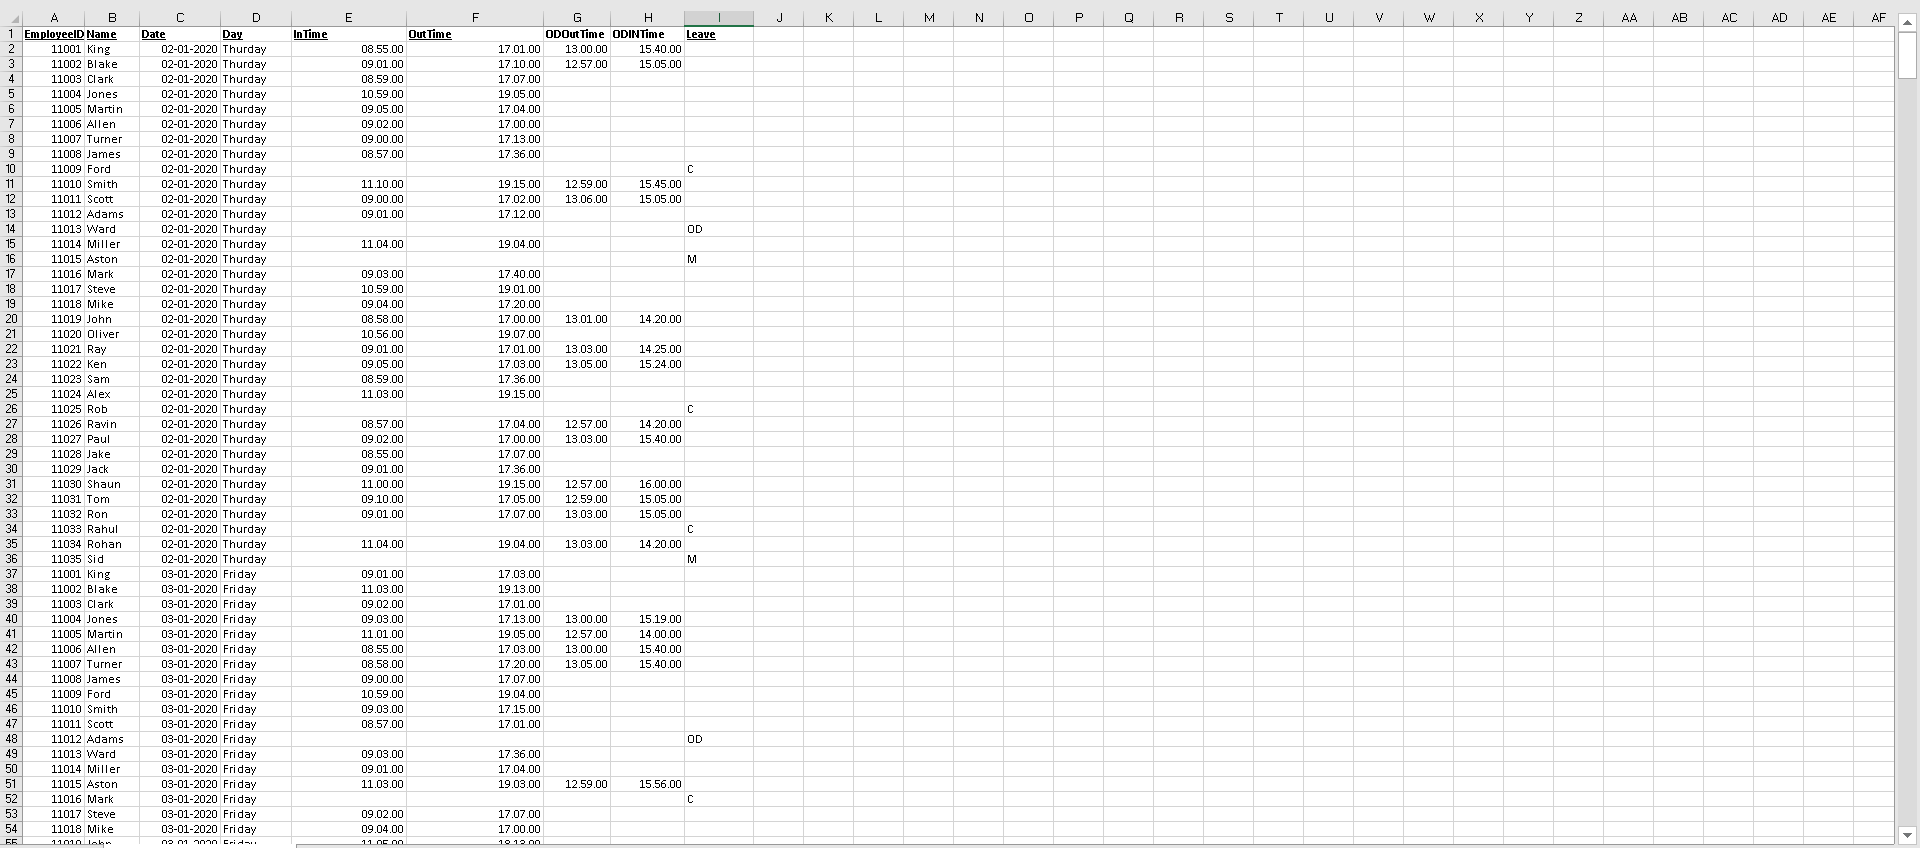 A B C D E F G H I J K L M N O P Q R S T U V W X Y Z AA AB AC AD AE AF
1 EmployeeID Name Date Day InTime OutTime ODOutTime ODINTime Leave
2 11001 King 02-01-2020 Thurday 08.55.00 17.01.00 13.00.00 15.40.00
3 11002 Blake 02-01-2020 Thurday 09.01.00 17.10.00 12.57.00 15.05.00
4 11003 Clark 02-01-2020 Thurday 08.59.00 17.07.00
5 11004 Jones 02-01-2020 Thurday 10.59.00 19.05.00
6 11005 Martin 02-01-2020 Thurday 09.05.00 17.04.00
7 11006 Allen 02-01-2020 Thurday 09.02.00 17.00.00
8 11007 Turner 02-01-2020 Thurday 09.00.00 17.13.00
9 11008 James 02-01-2020 Thurday 08.57.00 17.36.00
10 11009 Ford 02-01-2020 Thurday C
11 11010 Smith 02-01-2020 Thurday 11.10.00 19.15.00 12.59.00 15.45.00
12 11011 Scott 02-01-2020 Thurday 09.00.00 17.02.00 13.06.00 15.05.00
13 11012 Adams 02-01-2020 Thurday 09.01.00 17.12.00
14 11013 Ward 02-01-2020 Thurday OD
15 11014 Miller 02-01-2020 Thurday 11.04.00 19.04.00
16 11015 Aston 02-01-2020 Thurday M
17 11016 Mark 02-01-2020 Thurday 09.03.00 17.40.00
18 11017 Steve 02-01-2020 Thurday 10.59.00 19.01.00
19 11018 Mike 02-01-2020 Thurday 09.04.00 17.20.00
20 11019 John 02-01-2020 Thurday 08.58.00 17.00.00 13.01.00 14.20.00
21 11020 Oliver 02-01-2020 Thurday 10.56.00 19.07.00
22 11021 Ray 02-01-2020 Thurday 09.01.00 17.01.00 13.03.00 14.25.00
23 11022 Ken 02-01-2020 Thurday 09.05.00 17.03.00 13.05.00 15.24.00
24 11023 Sam 02-01-2020 Thurday 08.59.00 17.36.00
25 11024 Alex 02-01-2020 Thurday 11.03.00 19.15.00
26 11025 Rob 02-01-2020 Thurday C
27 11026 Ravin 02-01-2020 Thurday 08.57.00 17.04.00 12.57.00 14.20.00
28 11027 Paul 02-01-2020 Thurday 09.02.00 17.00.00 13.03.00 15.40.00
29 11028 Jake 02-01-2020 Thurday 08.55.00 17.07.00
30 11029 Jack 02-01-2020 Thurday 09.01.00 17.36.00
31 11030 Shaun 02-01-2020 Thurday 11.00.00 19.15.00 12.57.00 16.00.00
32 11031 Tom 02-01-2020 Thurday 09.10.00 17.05.00 12.59.00 15.05.00
33 11032 Ron 02-01-2020 Thurday 09.01.00 17.07.00 13.03.00 15.05.00
34 11033 Rahul 02-01-2020 Thurday C
35 11034 Rohan 02-01-2020 Thurday 11.04.00 19.04.00 13.03.00 14.20.00
36 11035 Sid 02-01-2020 Thurday M
37 11001 King 03-01-2020 Friday 09.01.00 17.03.00
38 11002 Blake 03-01-2020 Friday 11.03.00 19.13.00
39 11003 Clark 03-01-2020 Friday 09.02.00 17.01.00
40 11004 Jones 03-01-2020 Friday 09.03.00 17.13.00 13.00.00 15.19.00
41 11005 Martin 03-01-2020 Friday 11.01.00 19.05.00 12.57.00 14.00.00
42 11006 Allen 03-01-2020 Friday 08.55.00 17.03.00 13.00.00 15.40.00
43 11007 Turner 03-01-2020 Friday 08.58.00 17.20.00 13.05.00 15.40.00
44 11008 James 03-01-2020 Friday 09.00.00 17.07.00
45 11009 Ford 03-01-2020 Friday 10.59.00 19.04.00
46 11010 Smith 03-01-2020 Friday 09.03.00 17.15.00
47 11011 Scott 03-01-2020 Friday 08.57.00 17.01.00
48 11012 Adams 03-01-2020 Friday OD
49 11013 Ward 03-01-2020 Friday 09.03.00 17.36.00
50 11014 Miller 03-01-2020 Friday 09.01.00 17.04.00
51 11015 Aston 03-01-2020 Friday 11.03.00 19.03.00 12.59.00 15.56.00
52 11016 Mark 03-01-2020 Friday C
53 11017 Steve 03-01-2020 Friday 09.02.00 17.07.00
54 11018 Mike 03-01-2020 Friday 09.04.00 17.00.00